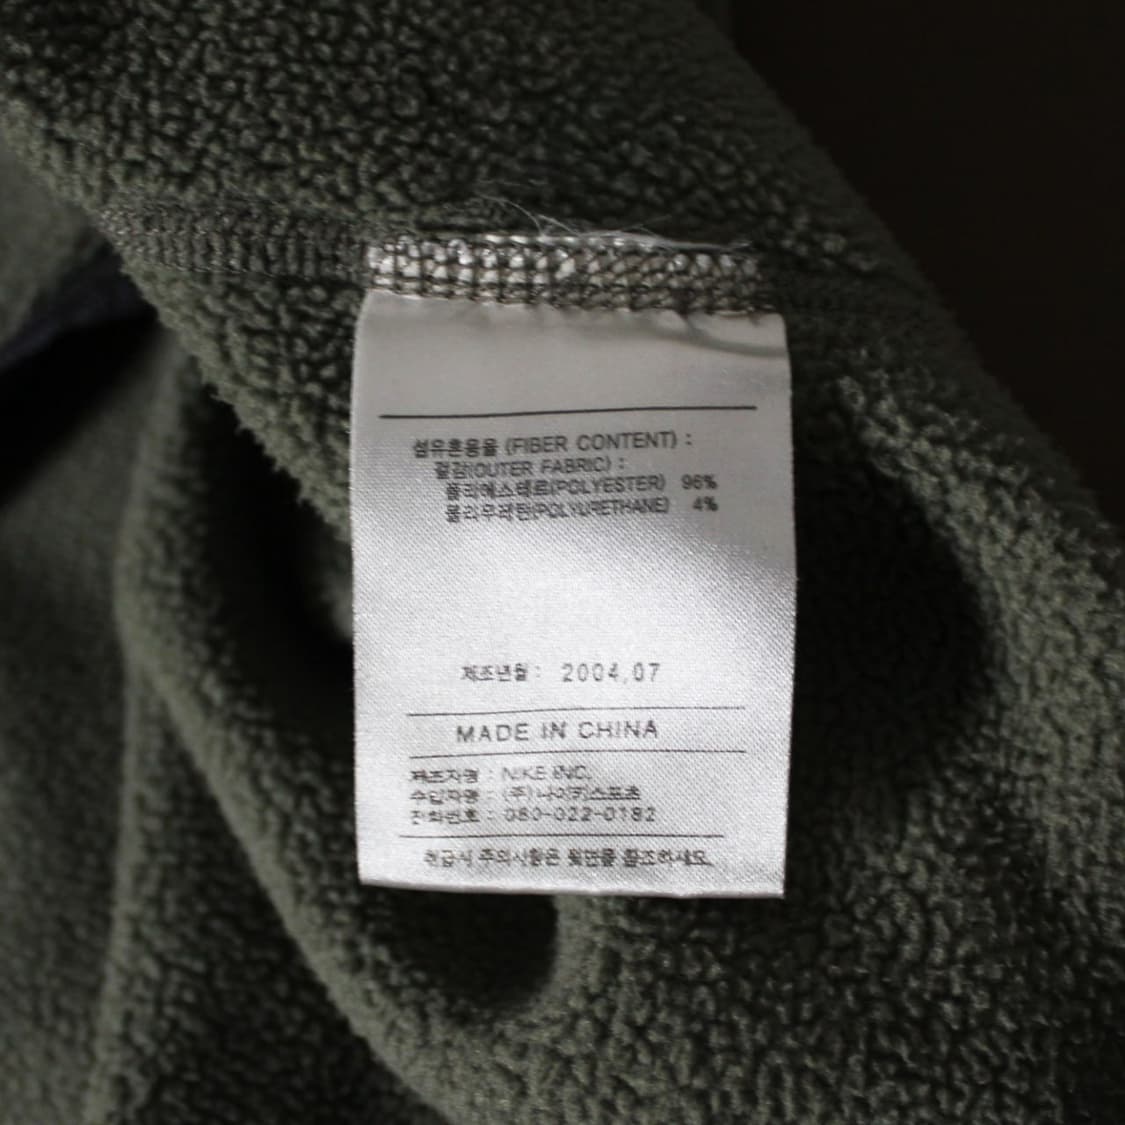 섬유혼용율 (FIBER CONTENT) :
겉감(OUTER FABRIC) :
폴리에스테르(POLYESTER) 96%
폴리우레탄(POLYURETHANE) 4%
제조년월 : 2004.07
MADE IN CHINA
제조자명 : NIKE INC.
수입자명 : (주)나이키스포츠
전화번호 : 080-022-0182
취급시 주의사항은 뒷면을 참조하세요.